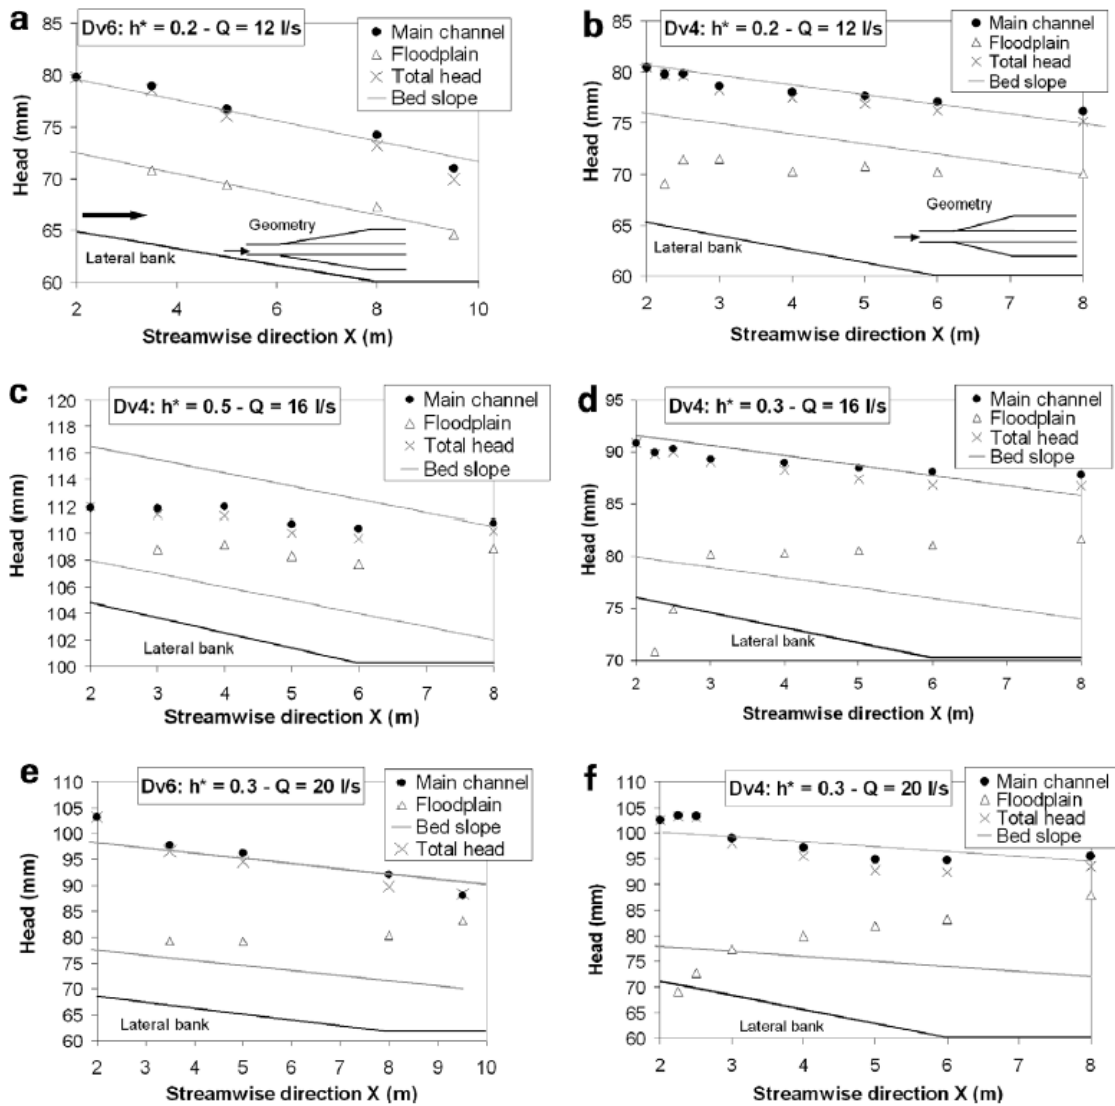 a
Dv6: h* = 0.2 - Q = 12 l/s
Main channel
Floodplain
Total head
Bed slope
85
80
75
70
65
60
Head (mm)
Geometry
Lateral bank
2 4 6 8 10
Streamwise direction X (m)
b
Dv4: h* = 0.2 - Q = 12 l/s
Main channel
Floodplain
Total head
Bed slope
85
80
75
70
65
60
Head (mm)
Geometry
Lateral bank
2 3 4 5 6 7 8
Streamwise direction X (m)
c
Dv4: h* = 0.5 - Q = 16 l/s
Main channel
Floodplain
Total head
Bed slope
120
118
116
114
112
110
108
106
104
102
100
Head (mm)
Lateral bank
2 3 4 5 6 7 8
Streamwise direction X (m)
d
Dv4: h* = 0.3 - Q = 16 l/s
Main channel
Floodplain
Total head
Bed slope
95
90
85
80
75
70
Head (mm)
Lateral bank
2 3 4 5 6 7 8
Streamwise direction X (m)
e
Dv6: h* = 0.3 - Q = 20 l/s
Main channel
Floodplain
Bed slope
Total head
110
105
100
95
90
85
80
75
70
65
60
Head (mm)
Lateral bank
2 3 4 5 6 7 8 9 10
Streamwise direction X (m)
f
Dv4: h* = 0.3 - Q = 20 l/s
Main channel
Floodplain
Total head
Bed slope
110
105
100
95
90
85
80
75
70
65
60
Head (mm)
Lateral bank
2 3 4 5 6 7 8
Streamwise direction X (m)